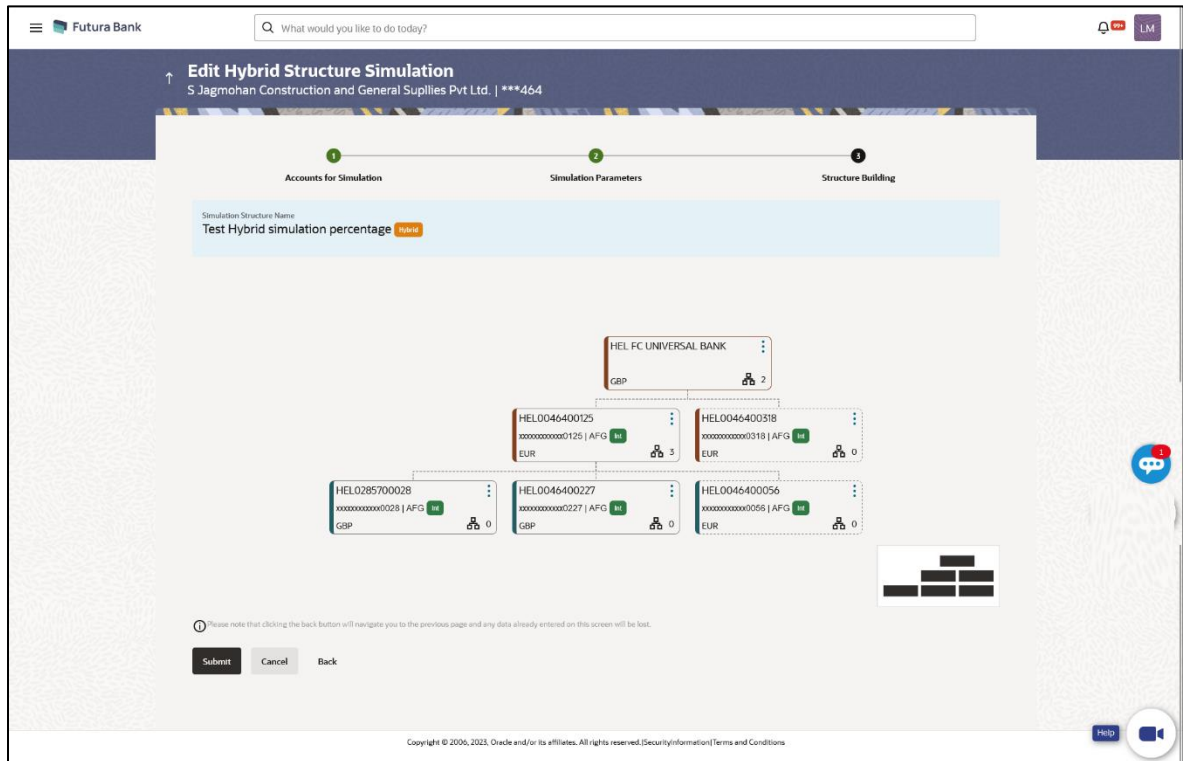 Futura Bank
What would you like to do today?
99+
LM
Edit Hybrid Structure Simulation
S Jagmohan Construction and General Supllies Pvt Ltd. | ***464
1
2
3
Accounts for Simulation
Simulation Parameters
Structure Building
Simulation Structure Name
Test Hybrid simulation percentage Hybrid
HEL FC UNIVERSAL BANK
GBP 2
HEL0046400125
xxxxxxxxxxxx0125 | AFG Int
EUR 3
HEL0046400318
xxxxxxxxxxxx0318 | AFG Int
EUR 0
HEL0285700028
xxxxxxxxxxxx0028 | AFG Int
GBP 0
HEL0046400227
xxxxxxxxxxxx0227 | AFG Int
GBP 0
HEL0046400056
xxxxxxxxxxxx0056 | AFG Int
EUR 0
1
Please note that clicking the back button will navigate you to the previous page and any data already entered on this screen will be lost.
Submit Cancel Back
Help
Copyright © 2006, 2023, Oracle and/or its affiliates. All rights reserved.|SecurityInformation|Terms and Conditions